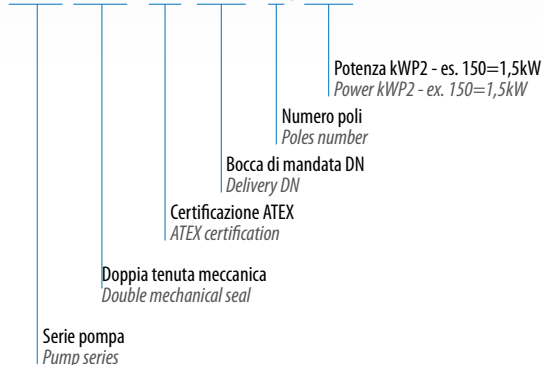 Potenza kWP2 - es. 150=1,5kW
Power kWP2 - ex. 150=1,5kW
Numero poli
Poles number
Bocca di mandata DN
Delivery DN
Certificazione ATEX
ATEX certification
Doppia tenuta meccanica
Double mechanical seal
Serie pompa
Pump series